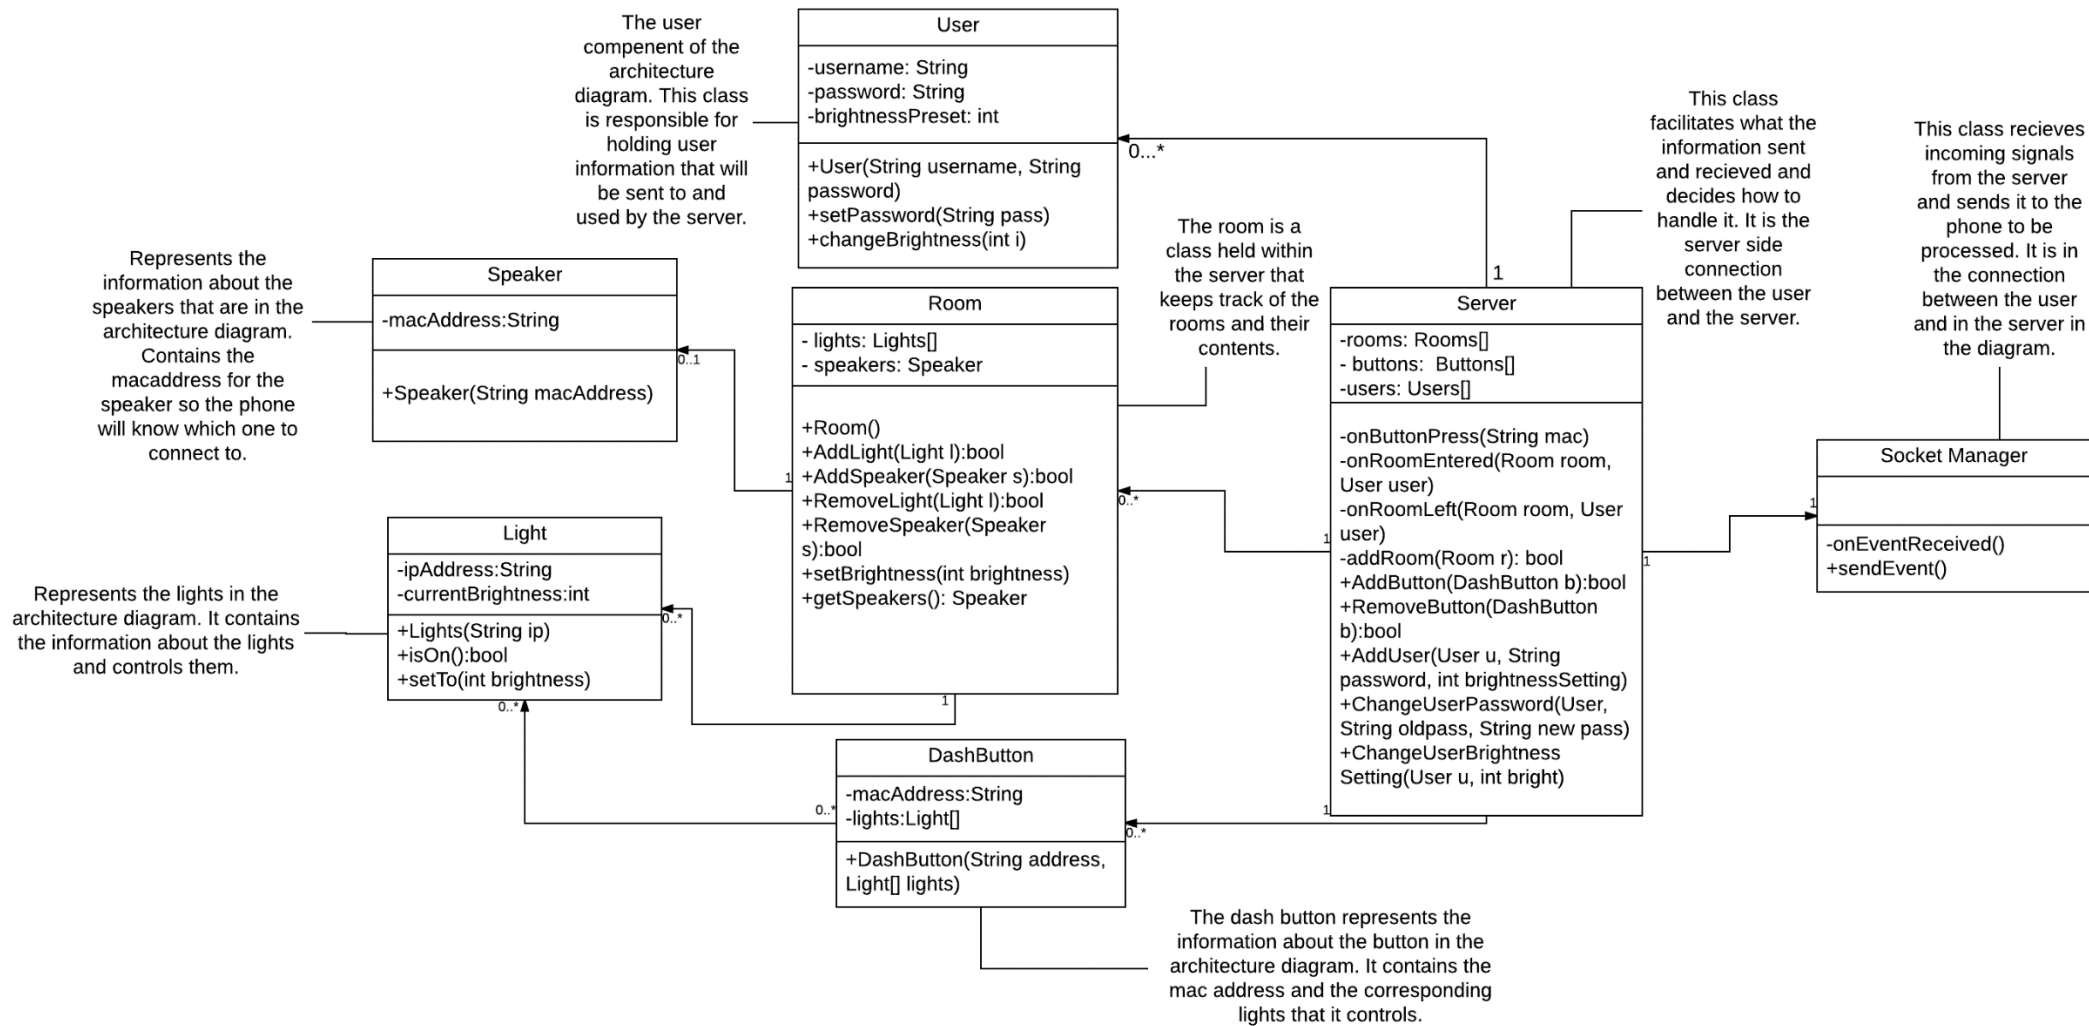 The user
compenent of the
architecture
diagram. This class
is responsible for
holding user
information that will
be sent to and
used by the server.
User
-username: String
-password: String
-brightnessPreset: int
+User(String username, String
password)
+setPassword(String pass)
+changeBrightness(int i)
0...*
1
This class
facilitates what the
information sent
and recieved and
decides how to
handle it. It is the
server side
connection
between the user
and the server.
This class recieves
incoming signals
from the server
and sends it to the
phone to be
processed. It is in
the connection
between the user
and in the server in
the diagram.
Represents the
information about the
speakers that are in the
architecture diagram.
Contains the
macaddress for the
speaker so the phone
will know which one to
connect to.
Speaker
-macAddress:String
+Speaker(String macAddress)
0..1
1
The room is a
class held within
the server that
keeps track of the
rooms and their
contents.
Room
- lights: Lights[]
- speakers: Speaker
+Room()
+AddLight(Light l):bool
+AddSpeaker(Speaker s):bool
+RemoveLight(Light l):bool
+RemoveSpeaker(Speaker
s):bool
+setBrightness(int brightness)
+getSpeakers(): Speaker
0..*
1
Server
-rooms: Rooms[]
- buttons:  Buttons[]
-users: Users[]
-onButtonPress(String mac)
-onRoomEntered(Room room,
User user)
-onRoomLeft(Room room, User
user)
-addRoom(Room r): bool
+AddButton(DashButton b):bool
+RemoveButton(DashButton
b):bool
+AddUser(User u, String
password, int brightnessSetting)
+ChangeUserPassword(User,
String oldpass, String new pass)
+ChangeUserBrightness
Setting(User u, int bright)
1
1
Socket Manager
-onEventReceived()
+sendEvent()
Represents the lights in the
architecture diagram. It contains
the information about the lights
and controls them.
Light
-ipAddress:String
-currentBrightness:int
+Lights(String ip)
+isOn():bool
+setTo(int brightness)
0..*
1
0..*
0..*
DashButton
-macAddress:String
-lights:Light[]
+DashButton(String address,
Light[] lights)
0..*
1
The dash button represents the
information about the button in the
architecture diagram. It contains the
mac address and the corresponding
lights that it controls.